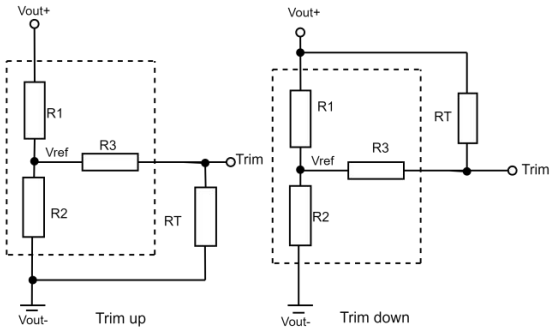 Vout+
R1
Vref
R3
Trim
R2
RT
Vout-
Trim up
Vout+
R1
RT
Vref
R3
Trim
R2
Vout-
Trim down